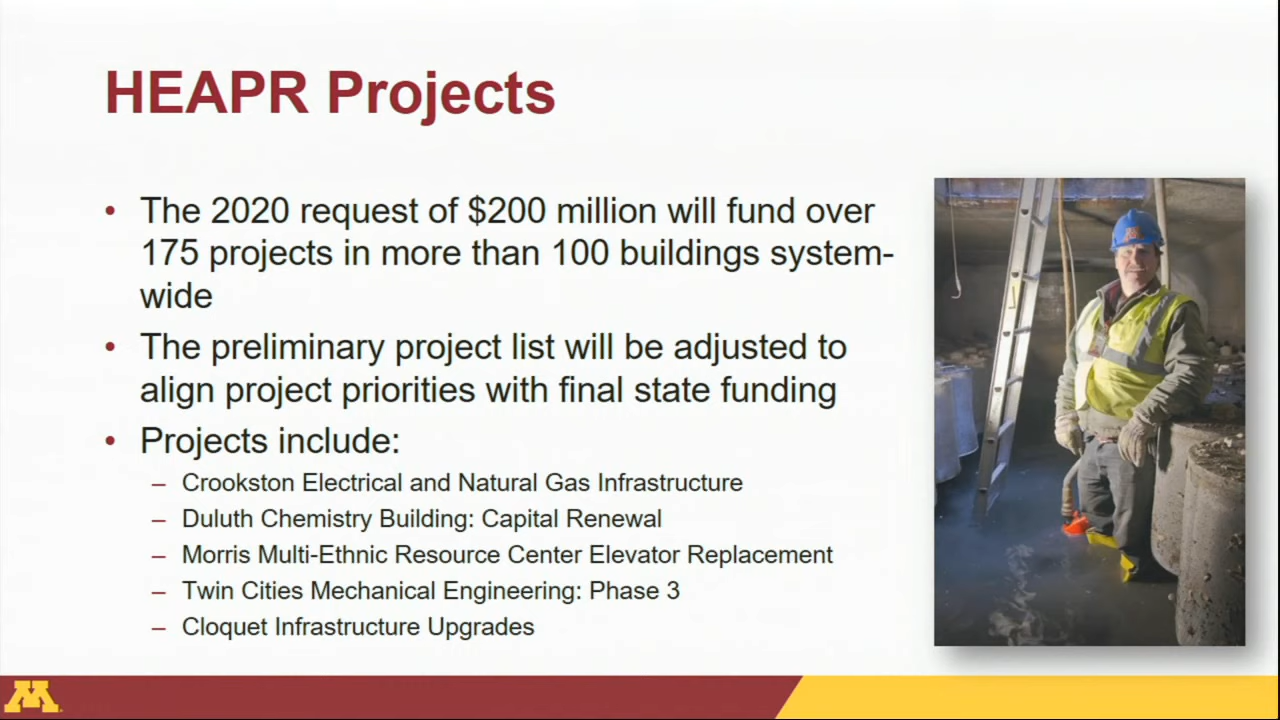 HEAPR Projects
• The 2020 request of $200 million will fund over
175 projects in more than 100 buildings system-
wide
• The preliminary project list will be adjusted to
align project priorities with final state funding
• Projects include:
– Crookston Electrical and Natural Gas Infrastructure
– Duluth Chemistry Building: Capital Renewal
– Morris Multi-Ethnic Resource Center Elevator Replacement
– Twin Cities Mechanical Engineering: Phase 3
– Cloquet Infrastructure Upgrades
M